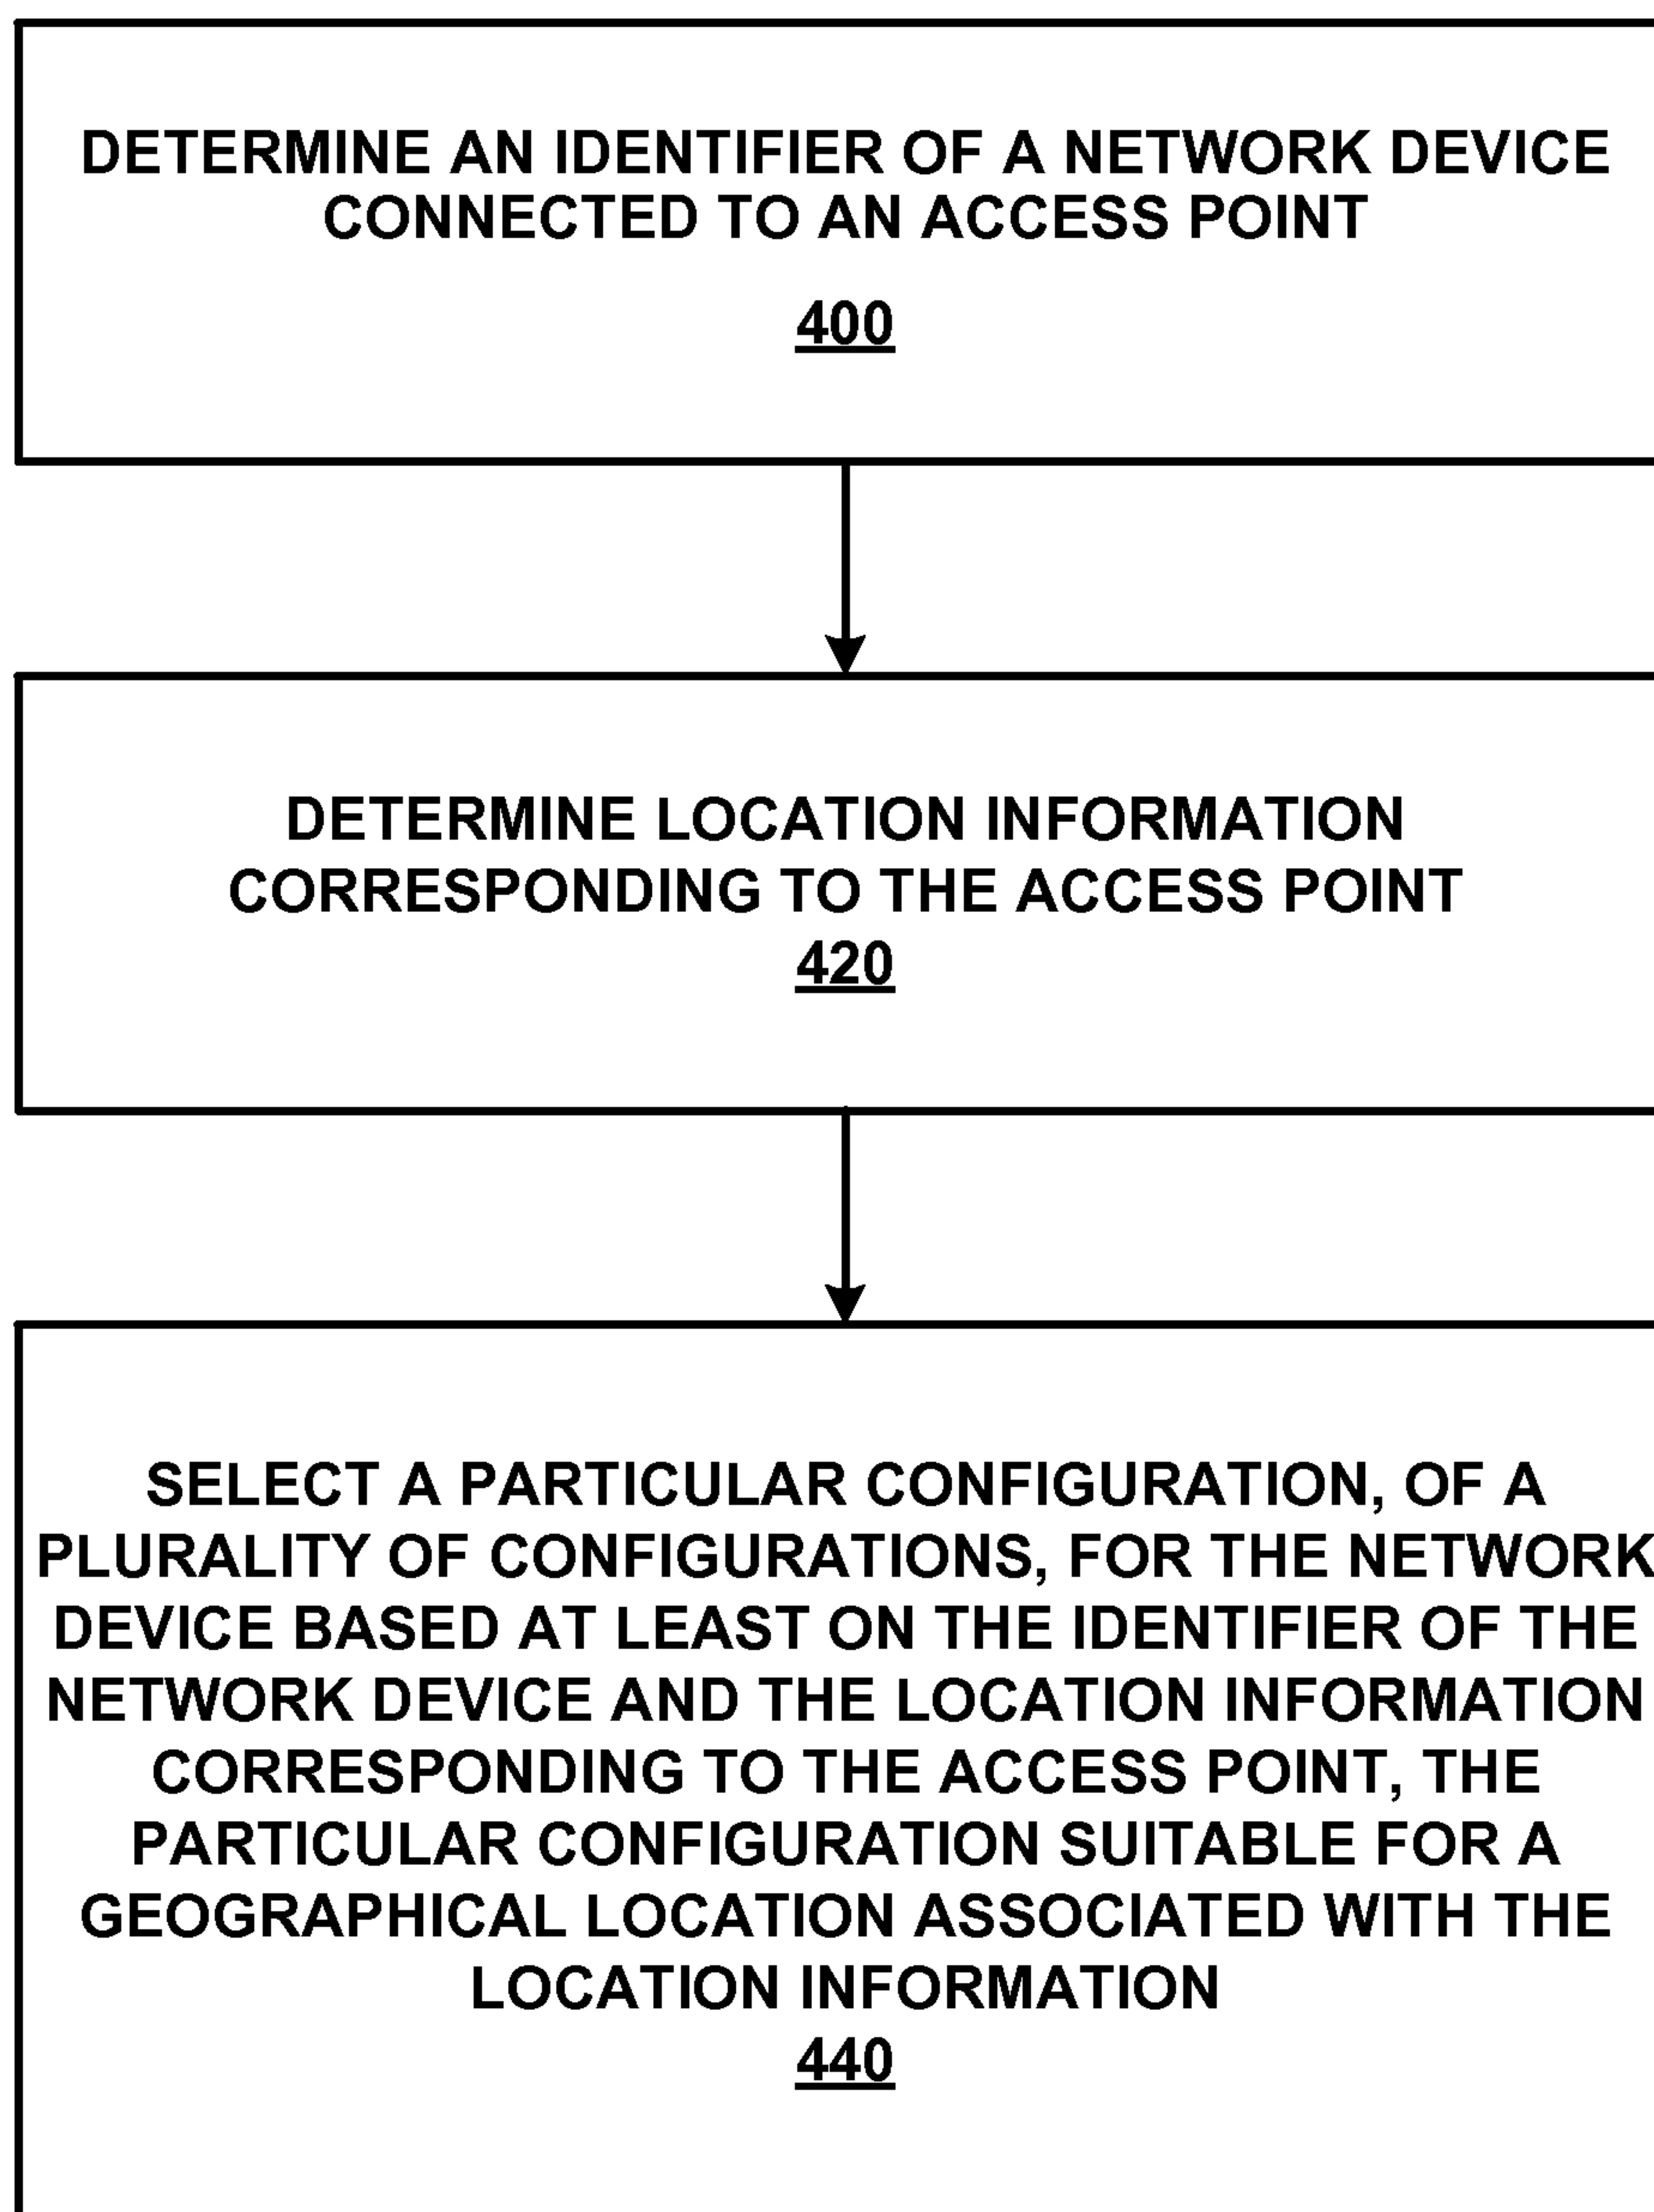 DETERMINE AN IDENTIFIER OF A NETWORK DEVICE
CONNECTED TO AN ACCESS POINT
400
DETERMINE LOCATION INFORMATION
CORRESPONDING TO THE ACCESS POINT
420
SELECT A PARTICULAR CONFIGURATION, OF A
PLURALITY OF CONFIGURATIONS, FOR THE NETWORK
DEVICE BASED AT LEAST ON THE IDENTIFIER OF THE
NETWORK DEVICE AND THE LOCATION INFORMATION
CORRESPONDING TO THE ACCESS POINT, THE
PARTICULAR CONFIGURATION SUITABLE FOR A
GEOGRAPHICAL LOCATION ASSOCIATED WITH THE
LOCATION INFORMATION
440